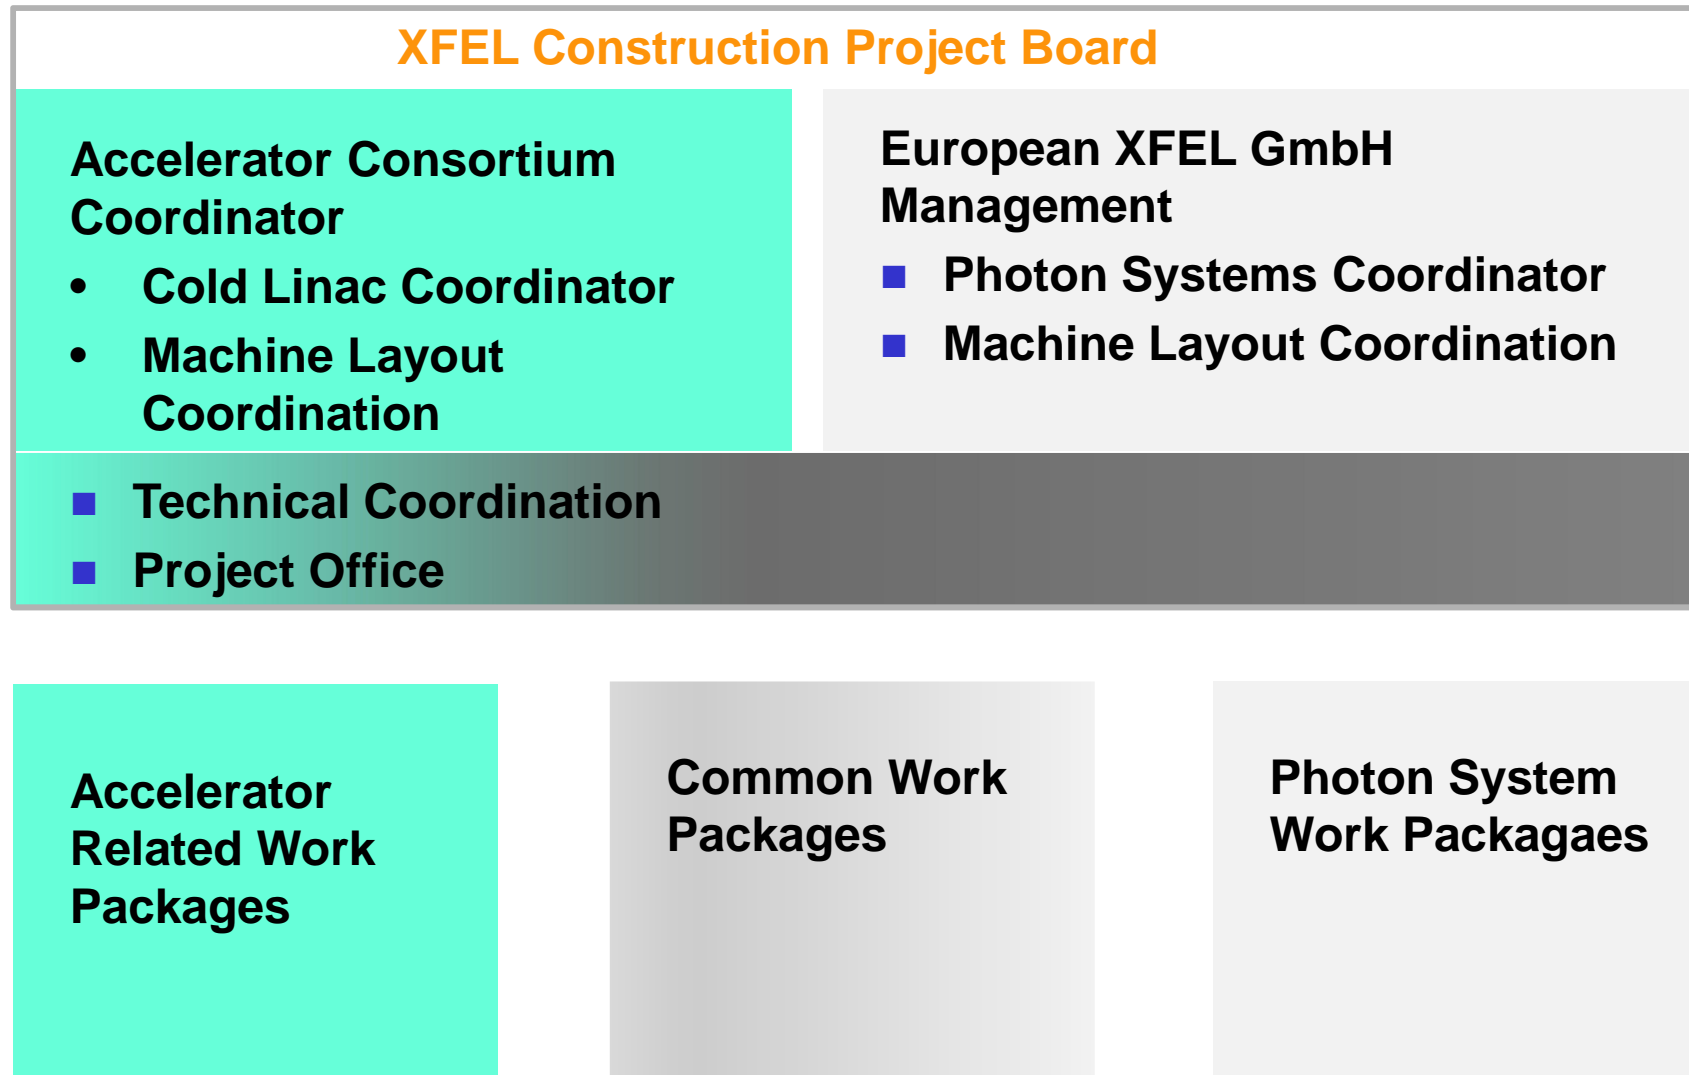 XFEL Construction Project Board
Accelerator Consortium
Coordinator
• Cold Linac Coordinator
• Machine Layout
Coordination
European XFEL GmbH
Management
■ Photon Systems Coordinator
■ Machine Layout Coordination
■ Technical Coordination
■ Project Office
Accelerator
Related Work
Packages
Common Work
Packages
Photon System
Work Packagaes